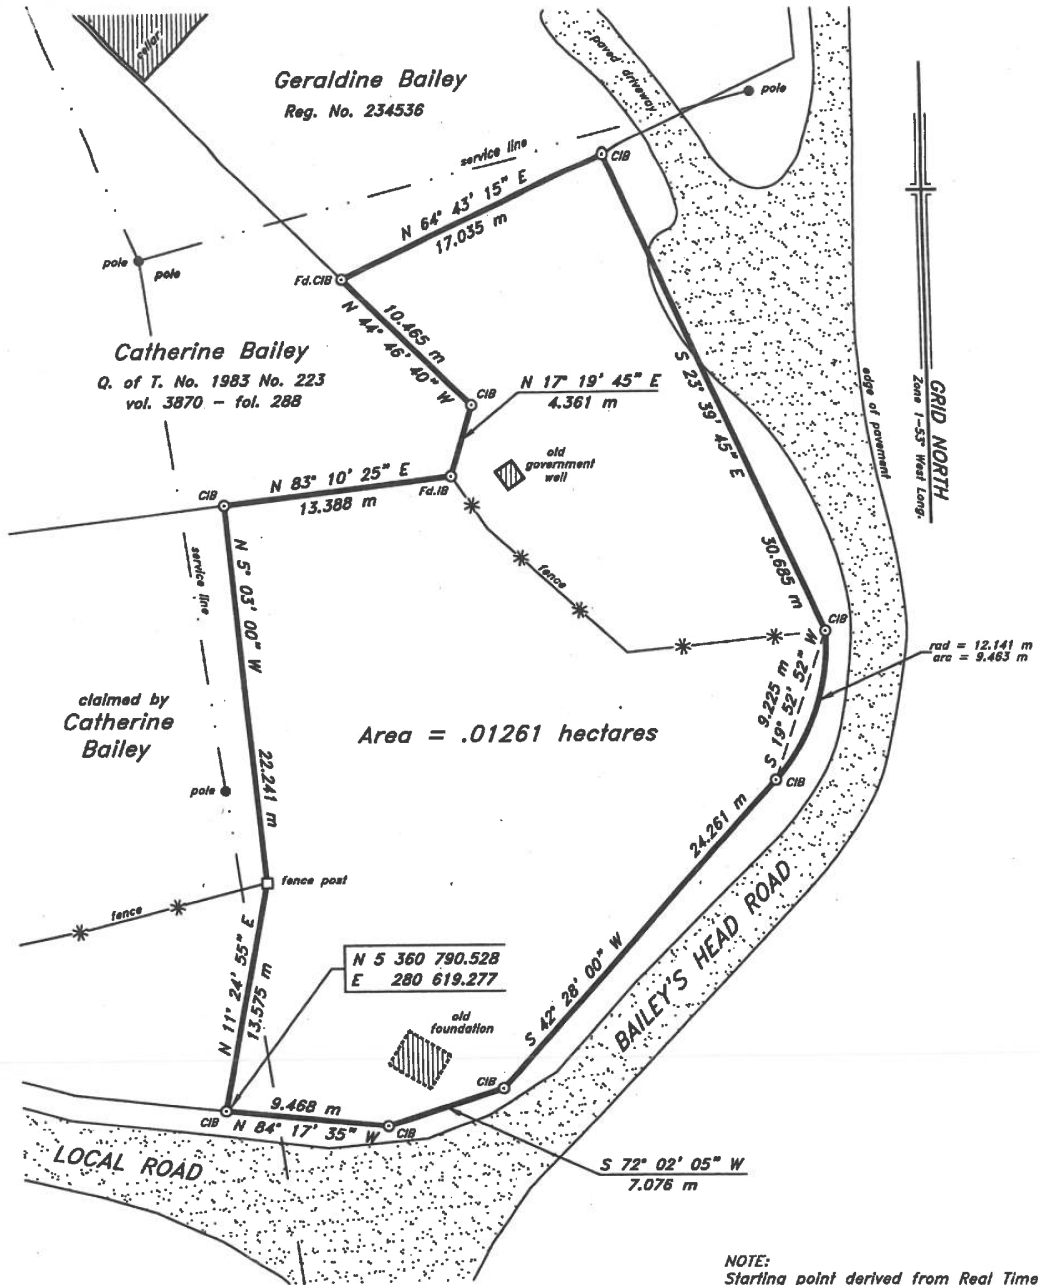 cellar
Geraldine Bailey
Reg. No. 234536
paved driveway
pole
service line
CIB
N 64° 43' 15" E
17.035 m
pole
pole
Fd.CIB
10.465 m
N 44° 46' 40" W
Catherine Bailey
Q. of T. No. 1983 No. 223
vol. 3870 - fol. 288
CIB
N 17° 19' 45" E
4.361 m
S 23° 39' 45" E
30.685 m
edge of pavement
GRID NORTH
Zone 1-53° West Long.
old
government
well
N 83° 10' 25" E
13.388 m
CIB
Fd.IB
fence
service line
N 5° 03' 00" W
22.241 m
CIB
rad = 12.141 m
arc = 9.463 m
9.225 m
S 19° 52' 52" W
claimed by
Catherine
Bailey
Area = .01261 hectares
pole
CIB
24.261 m
S 42° 28' 00" W
fence post
fence
BAILEY'S HEAD ROAD
N 11° 24' 55" E
13.575 m
N 5 360 790.528
E 280 619.277
old
foundation
CIB
CIB
9.468 m
N 84° 17' 35" W
CIB
LOCAL ROAD
S 72° 02' 05" W
7.076 m
NOTE:
Starting point derived from Real Time